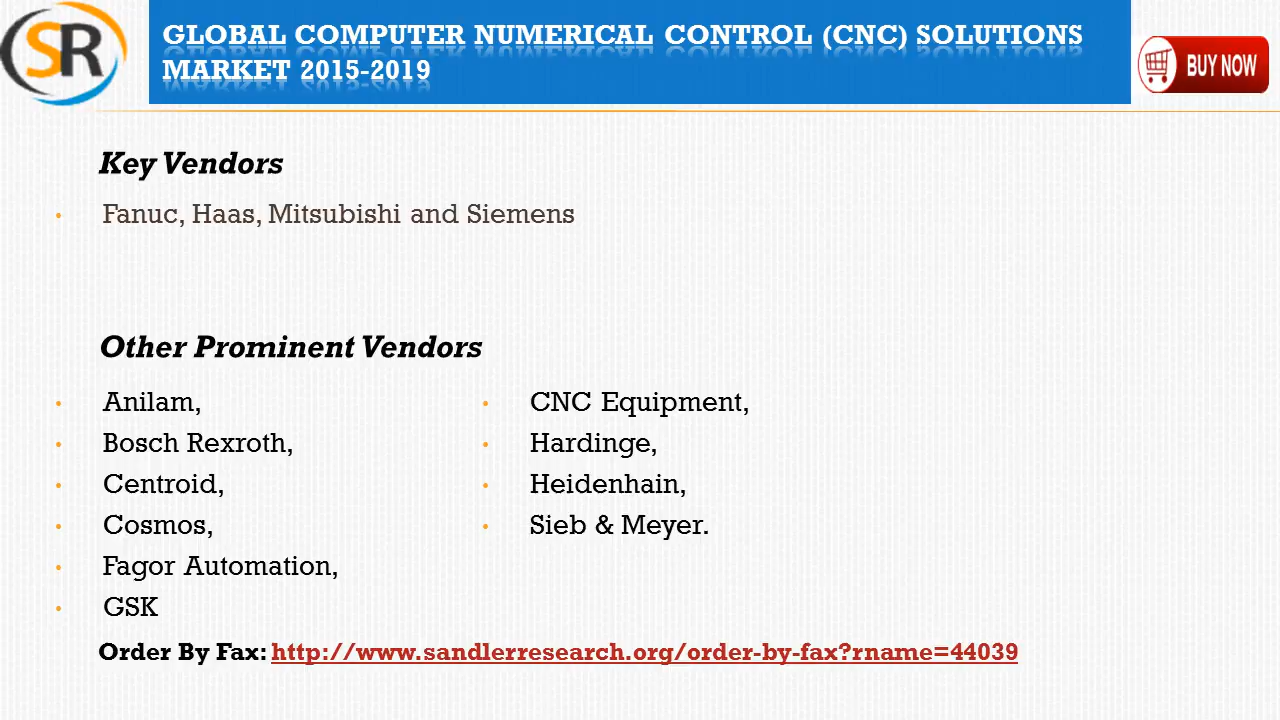 SR
GLOBAL COMPUTER NUMERICAL CONTROL (CNC) SOLUTIONS
MARKET 2015-2019
BUY NOW
Key Vendors
• Fanuc, Haas, Mitsubishi and Siemens
Other Prominent Vendors
• Anilam,
• Bosch Rexroth,
• Centroid,
• Cosmos,
• Fagor Automation,
• GSK
• CNC Equipment,
• Hardinge,
• Heidenhain,
• Sieb & Meyer.
Order By Fax: http://www.sandlerresearch.org/order-by-fax?rname=44039